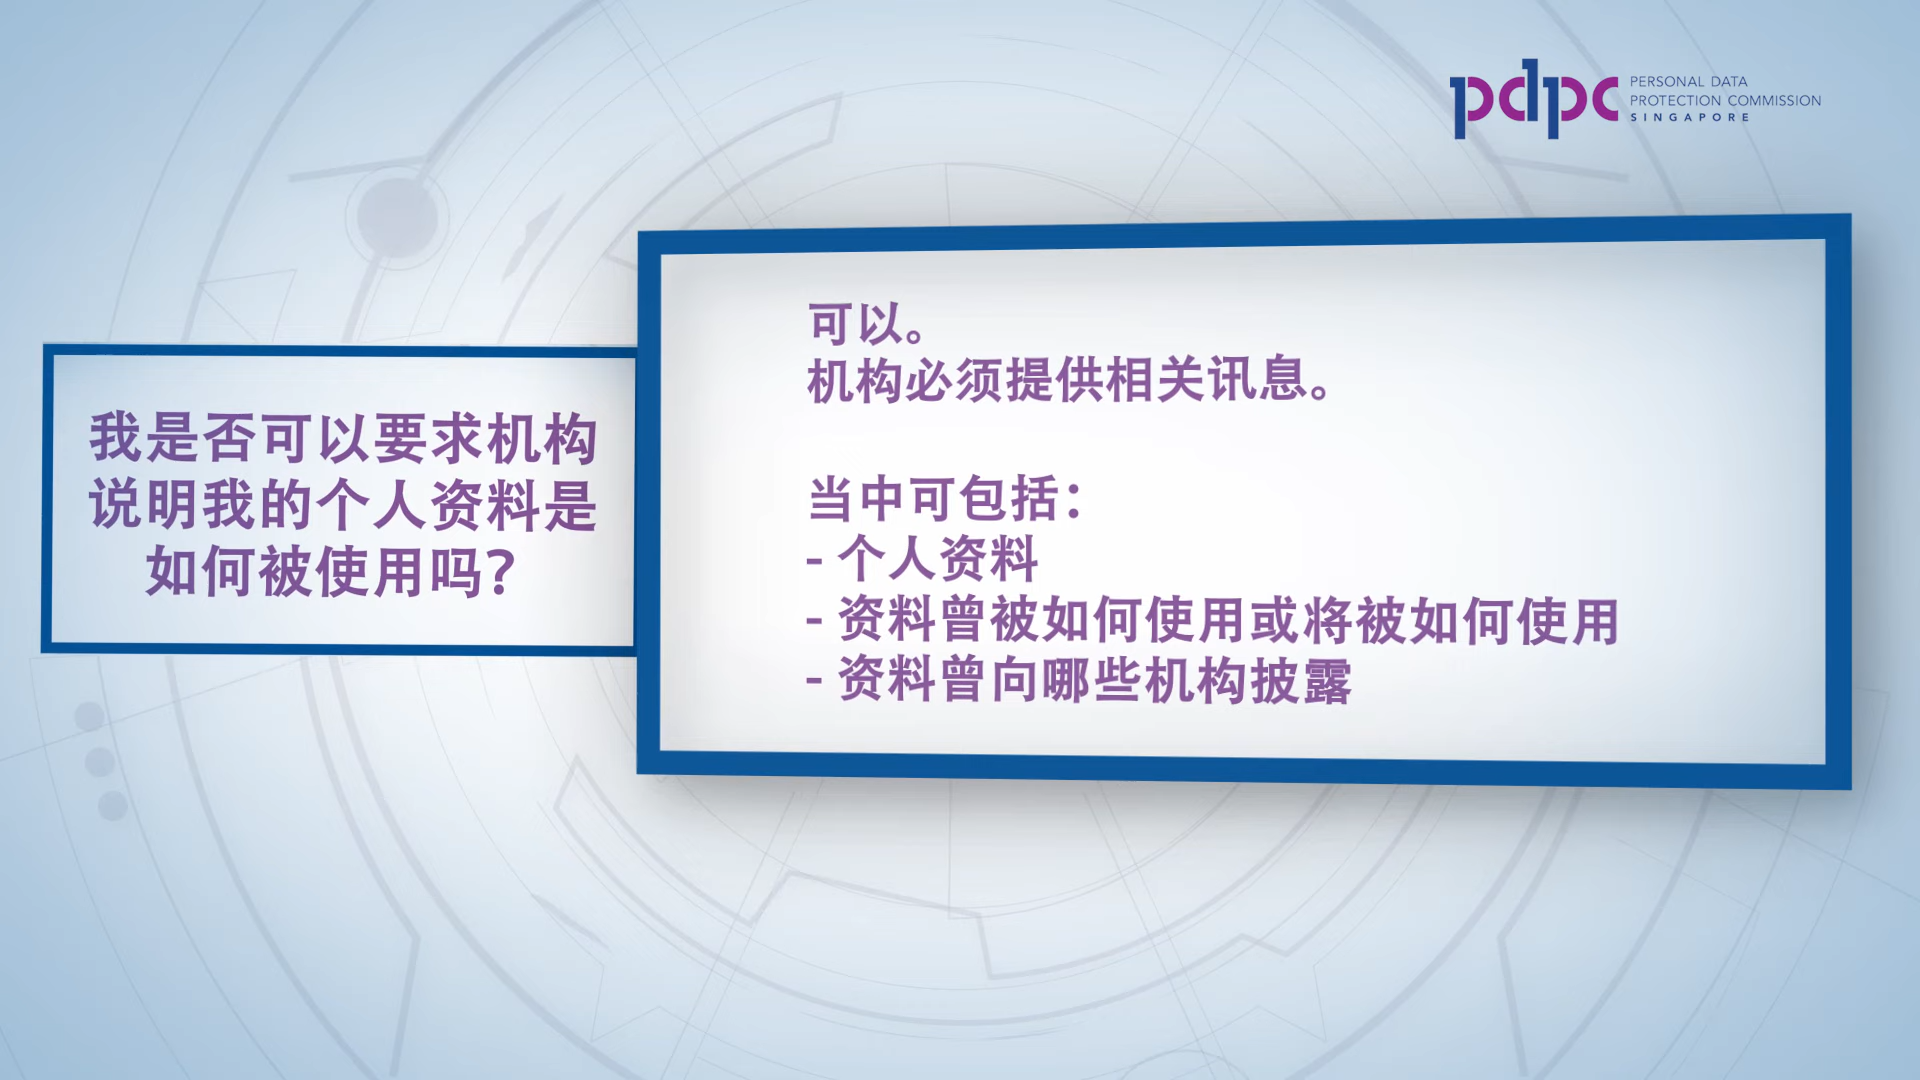 pdpc
PERSONAL DATA
PROTECTION COMMISSION
SINGAPORE
我是否可以要求机构
说明我的个人资料是
如何被使用吗？
可以。
机构必须提供相关讯息。
当中可包括：
- 个人资料
- 资料曾被如何使用或将被如何使用
- 资料曾向哪些机构披露